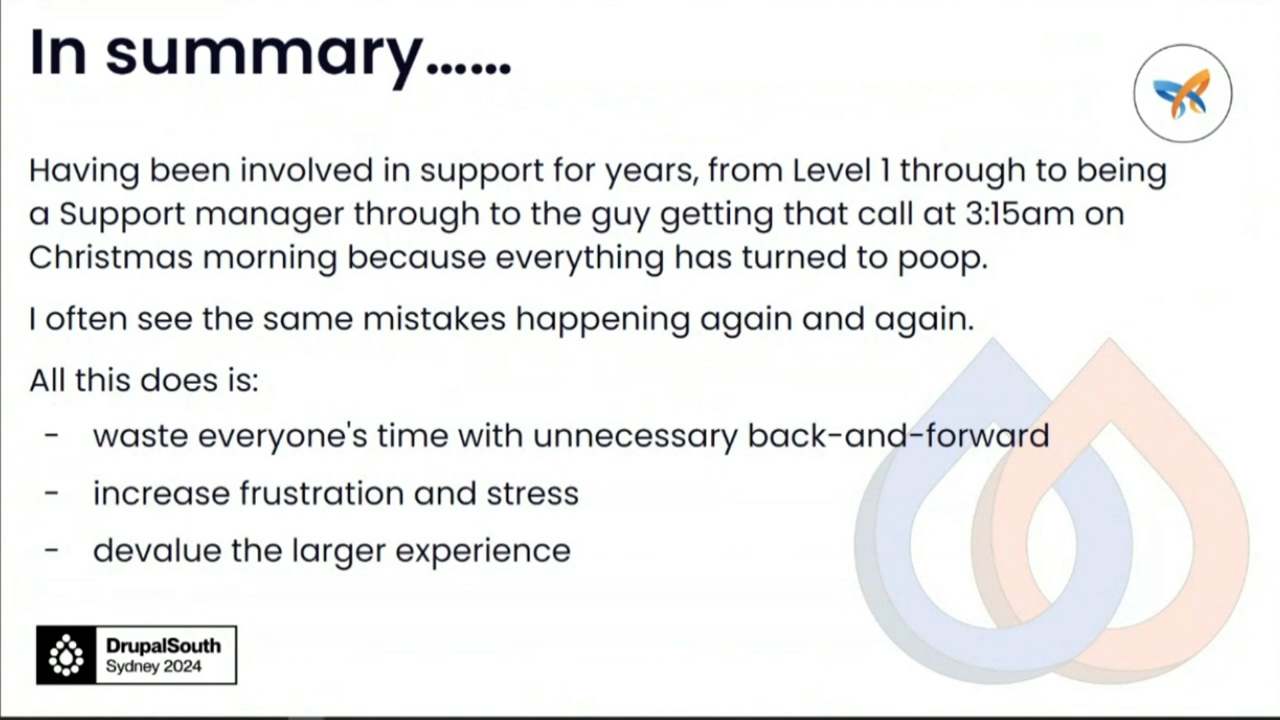 In summary......
Having been involved in support for years, from Level 1 through to being
a Support manager through to the guy getting that call at 3:15am on
Christmas morning because everything has turned to poop.
I often see the same mistakes happening again and again.
All this does is:
- waste everyone's time with unnecessary back-and-forward
- increase frustration and stress
- devalue the larger experience
DrupalSouth
Sydney 2024